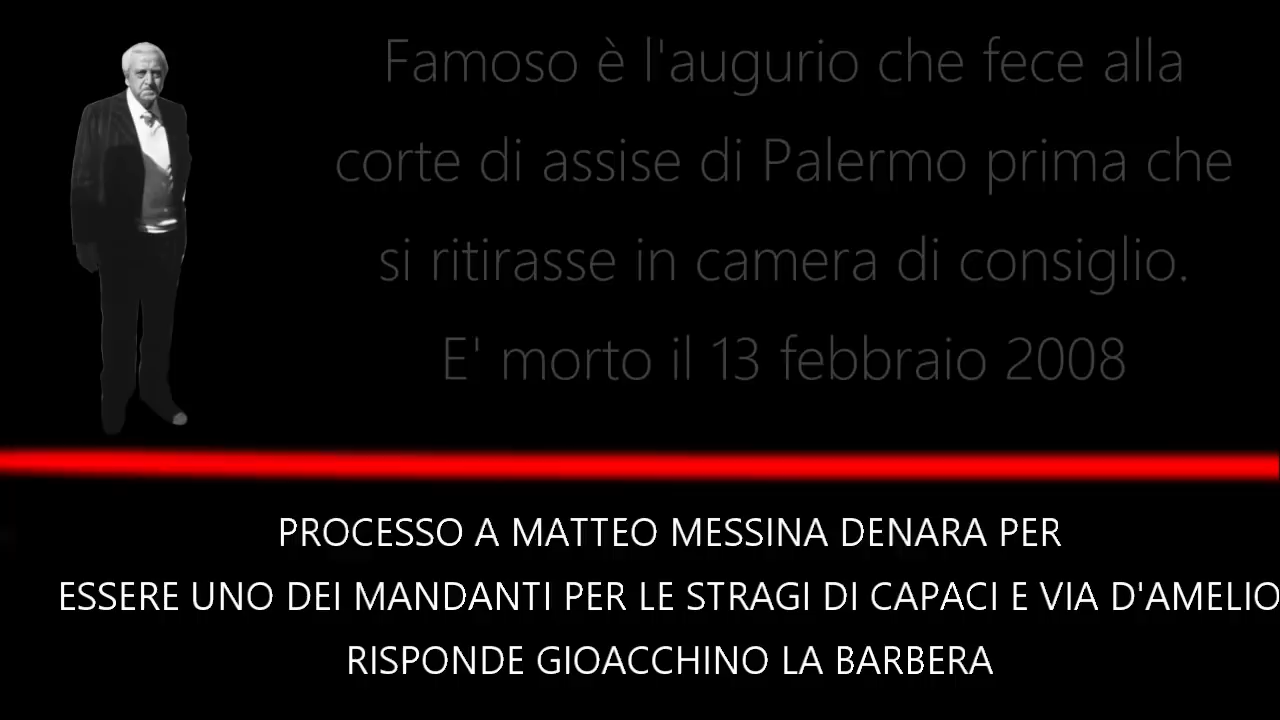 Famoso è l'augurio che fece alla
corte di assise di Palermo prima che
si ritirasse in camera di consiglio.
E' morto il 13 febbraio 2008
PROCESSO A MATTEO MESSINA DENARA PER
ESSERE UNO DEI MANDANTI PER LE STRAGI DI CAPACI E VIA D'AMELIO
RISPONDE GIOACCHINO LA BARBERA